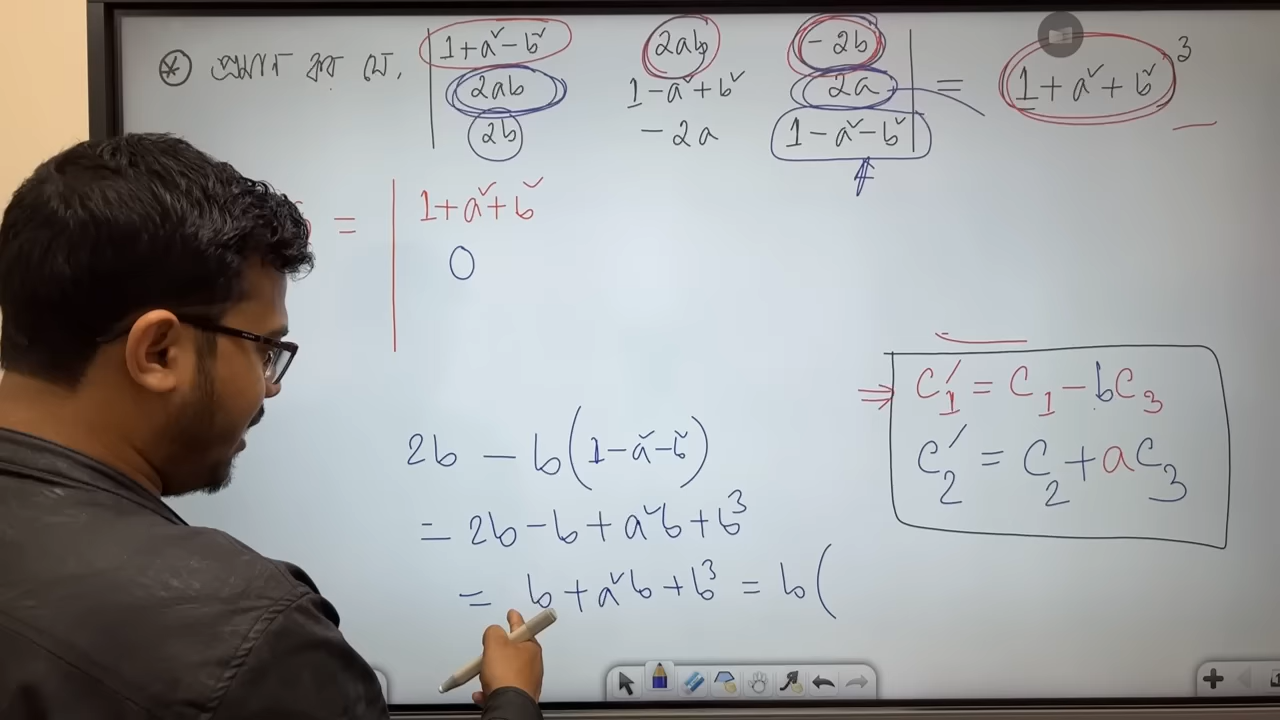 ⊛ প্রমাণ কর যে, | 1+a²-b² 2ab -2b |
| 2ab 1-a²+b² 2a | = (1+a²+b²)³
| 2b -2a 1-a²-b² |
= | 1+a²+b²
0
⇒ C₁′ = C₁ - bC₃
C₂′ = C₂ + aC₃
2b - b(1-a²-b²)
= 2b - b + a²b + b³
= b + a²b + b³ = b(